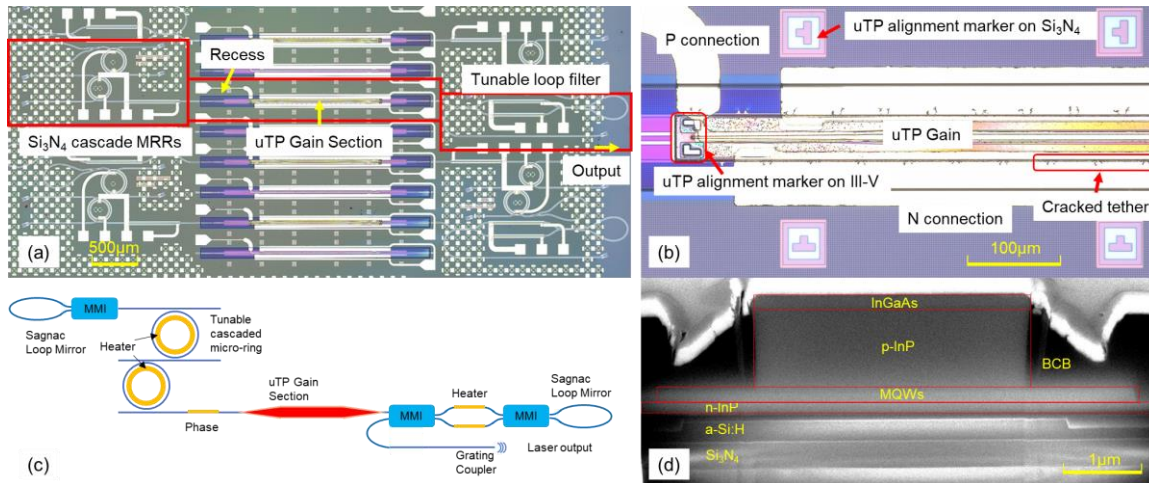 (a)
Recess
Tunable loop filter
Si₃N₄ cascade MRRs
uTP Gain Section
Output
500μm
P connection
uTP alignment marker on Si₃N₄
uTP Gain
uTP alignment marker on III-V
Cracked tether
N connection
(b)
100μm
MMI
Sagnac
Loop Mirror
Heater
Tunable
cascaded
micro-ring
uTP Gain
Section
Phase
MMI
Heater
MMI
Sagnac
Loop Mirror
Grating
Coupler
Laser output
(c)
InGaAs
p-InP
BCB
MQWs
n-InP
a-Si:H
Si₃N₄
(d)
1μm